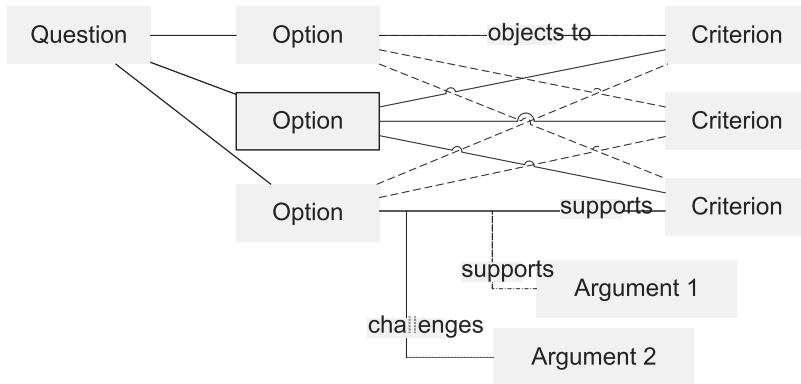 Question
Option
objects to
Criterion
Option
Criterion
Option
supports
Criterion
supports
Argument 1
challenges
Argument 2